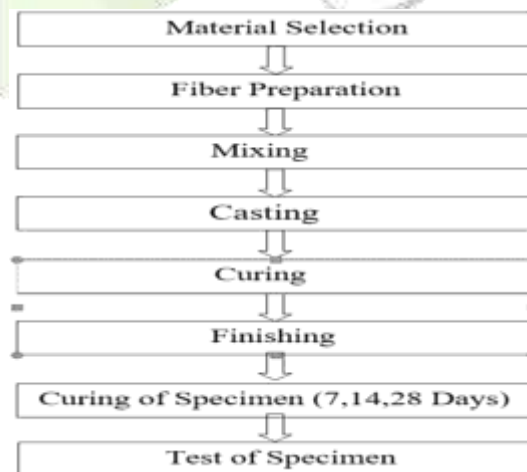 Material Selection
Fiber Preparation
Mixing
Casting
Curing
Finishing
Curing of Specimen (7,14,28 Days)
Test of Specimen